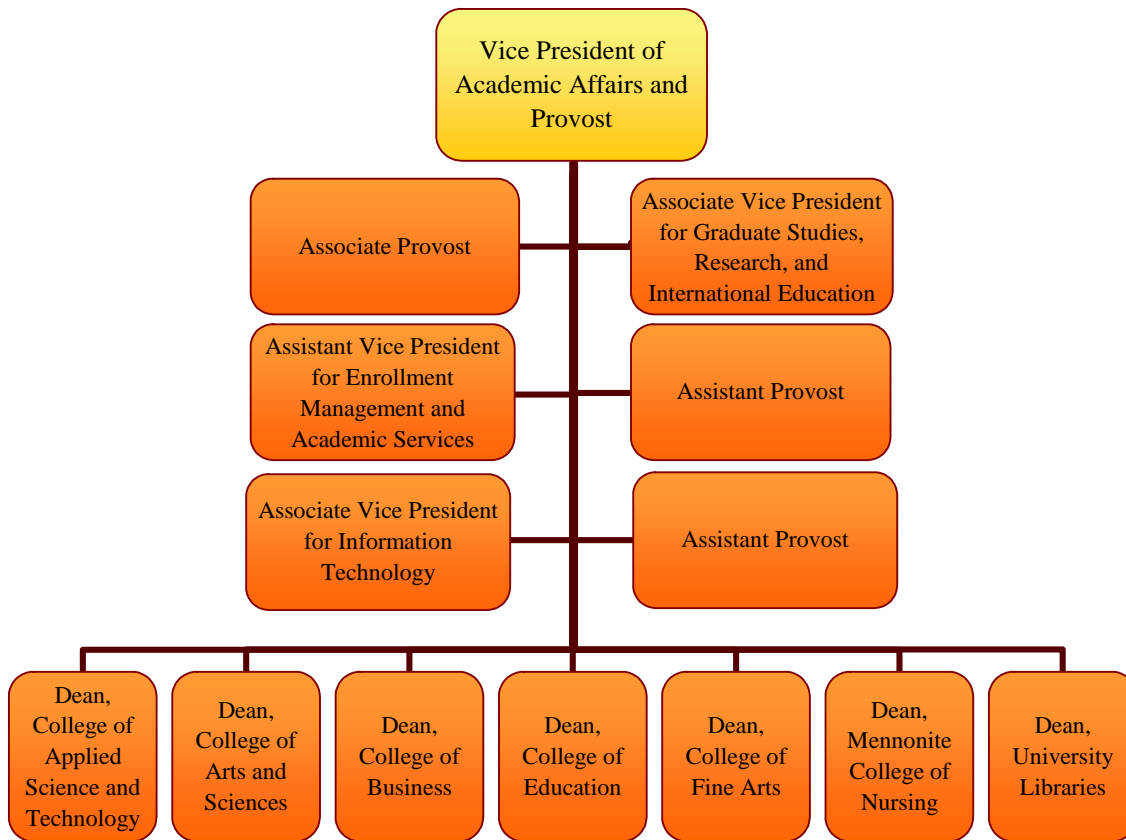 Vice President of
Academic Affairs and
Provost
Associate Provost
Associate Vice President
for Graduate Studies,
Research, and
International Education
Assistant Vice President
for Enrollment
Management and
Academic Services
Assistant Provost
Associate Vice President
for Information
Technology
Assistant Provost
Dean,
College of
Applied
Science and
Technology
Dean,
College of
Arts and
Sciences
Dean,
College of
Business
Dean,
College of
Education
Dean,
College of
Fine Arts
Dean,
Mennonite
College of
Nursing
Dean,
University
Libraries